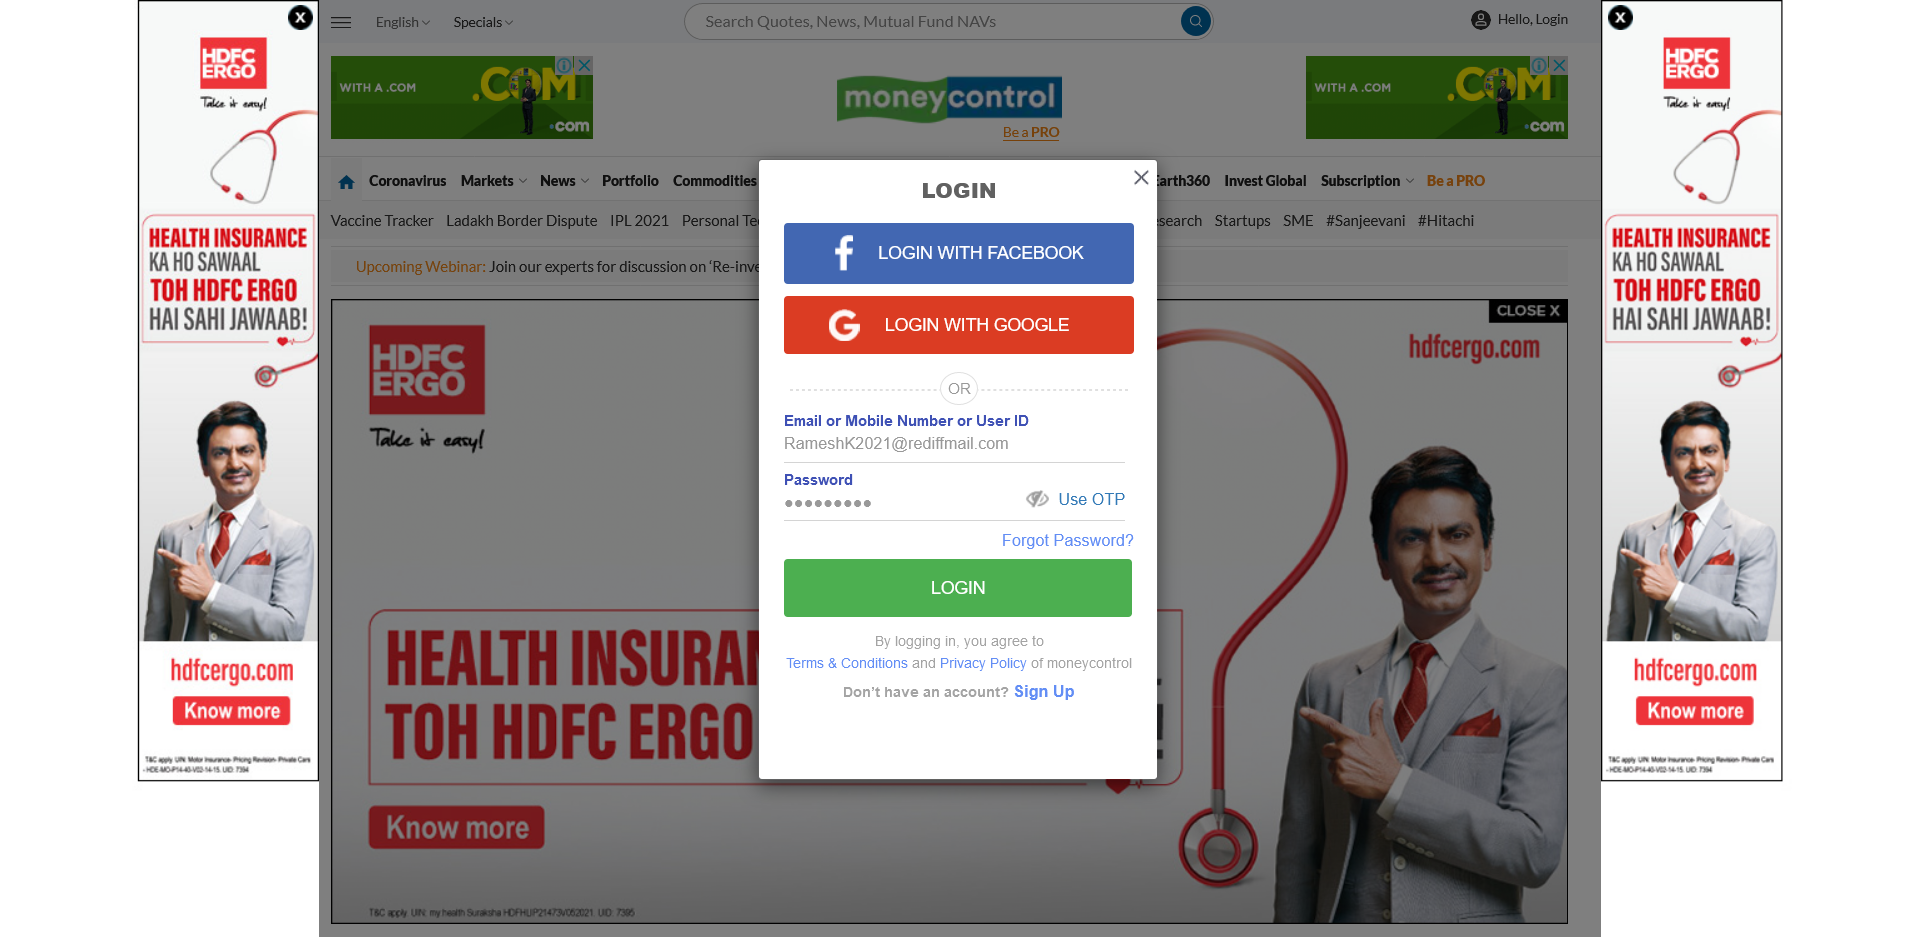 X
HDFC
ERGO
Take it easy!
HEALTH INSURANCE
KA HO SAWAAL
TOH HDFC ERGO
HAI SAHI JAWAAB!
hdfcergo.com
Know more
T&C apply. UIN: Motor Insurance- Pricing Revision- Private Cars
- HDE-MO-P14-40-V02-14-15. UID: 7394
English
Specials
Search Quotes, News, Mutual Fund NAVs
Hello, Login
WITH A .COM
.COM
.com
moneycontrol
Be a PRO
WITH A .COM
.COM
.com
Coronavirus Markets News Portfolio Commodities
Earth360 Invest Global Subscription Be a PRO
Vaccine Tracker Ladakh Border Dispute IPL 2021 Personal Te
esearch Startups SME #Sanjeevani #Hitachi
Upcoming Webinar: Join our experts for discussion on ‘Re-inve
CLOSE X
HDFC
ERGO
Take it easy!
hdfcergo.com
HEALTH INSURA
TOH HDFC ERGO
Know more
T&C apply. UIN: my health Suraksha HDFHLIP21473V052021. UID: 7395
LOGIN
LOGIN WITH FACEBOOK
LOGIN WITH GOOGLE
OR
Email or Mobile Number or User ID
RameshK2021@rediffmail.com
Password
Use OTP
Forgot Password?
LOGIN
By logging in, you agree to
Terms & Conditions and Privacy Policy of moneycontrol
Don't have an account? Sign Up
X
HDFC
ERGO
Take it easy!
HEALTH INSURANCE
KA HO SAWAAL
TOH HDFC ERGO
HAI SAHI JAWAAB!
hdfcergo.com
Know more
T&C apply. UIN: Motor Insurance- Pricing Revision- Private Cars
- HDE-MO-P14-40-V02-14-15. UID: 7394